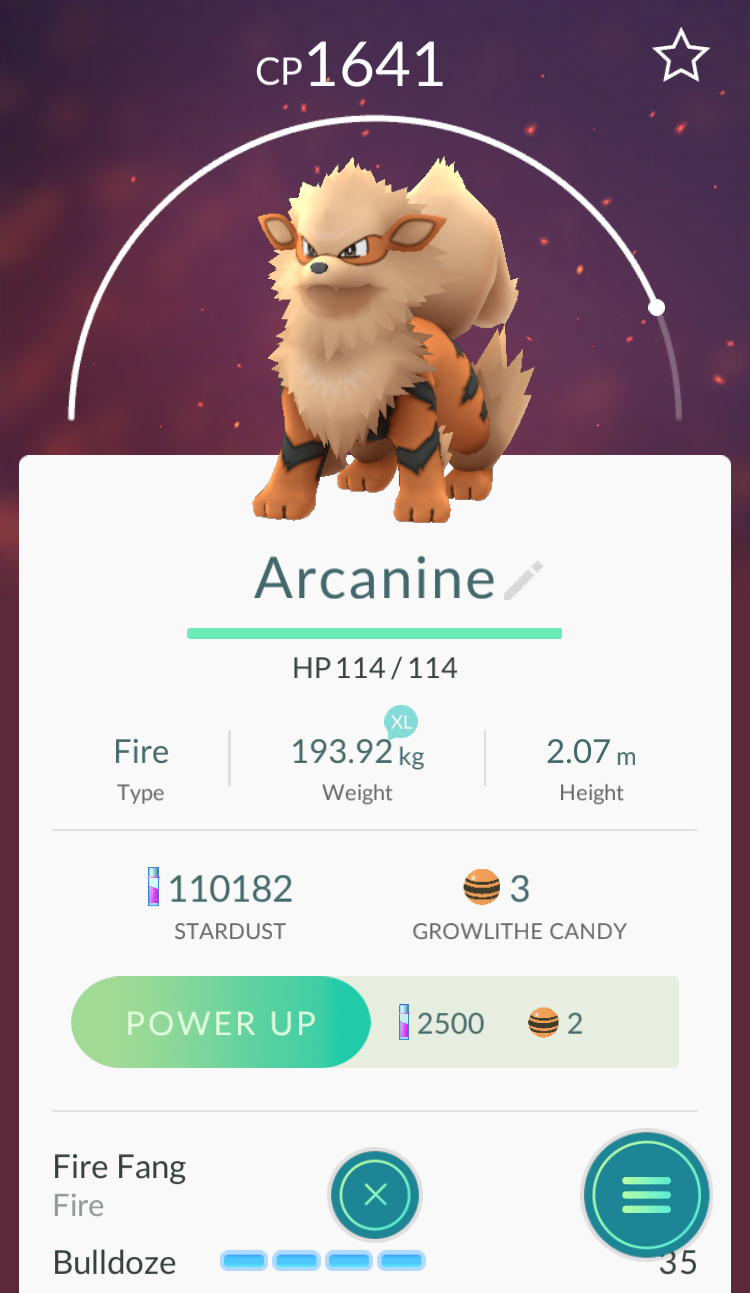 CP1641
Arcanine
HP 114 / 114
XL
Fire 193.92 kg 2.07 m
Type Weight Height
110182 3
STARDUST GROWLITHE CANDY
POWER UP 2500 2
Fire Fang
Fire
Bulldoze 35